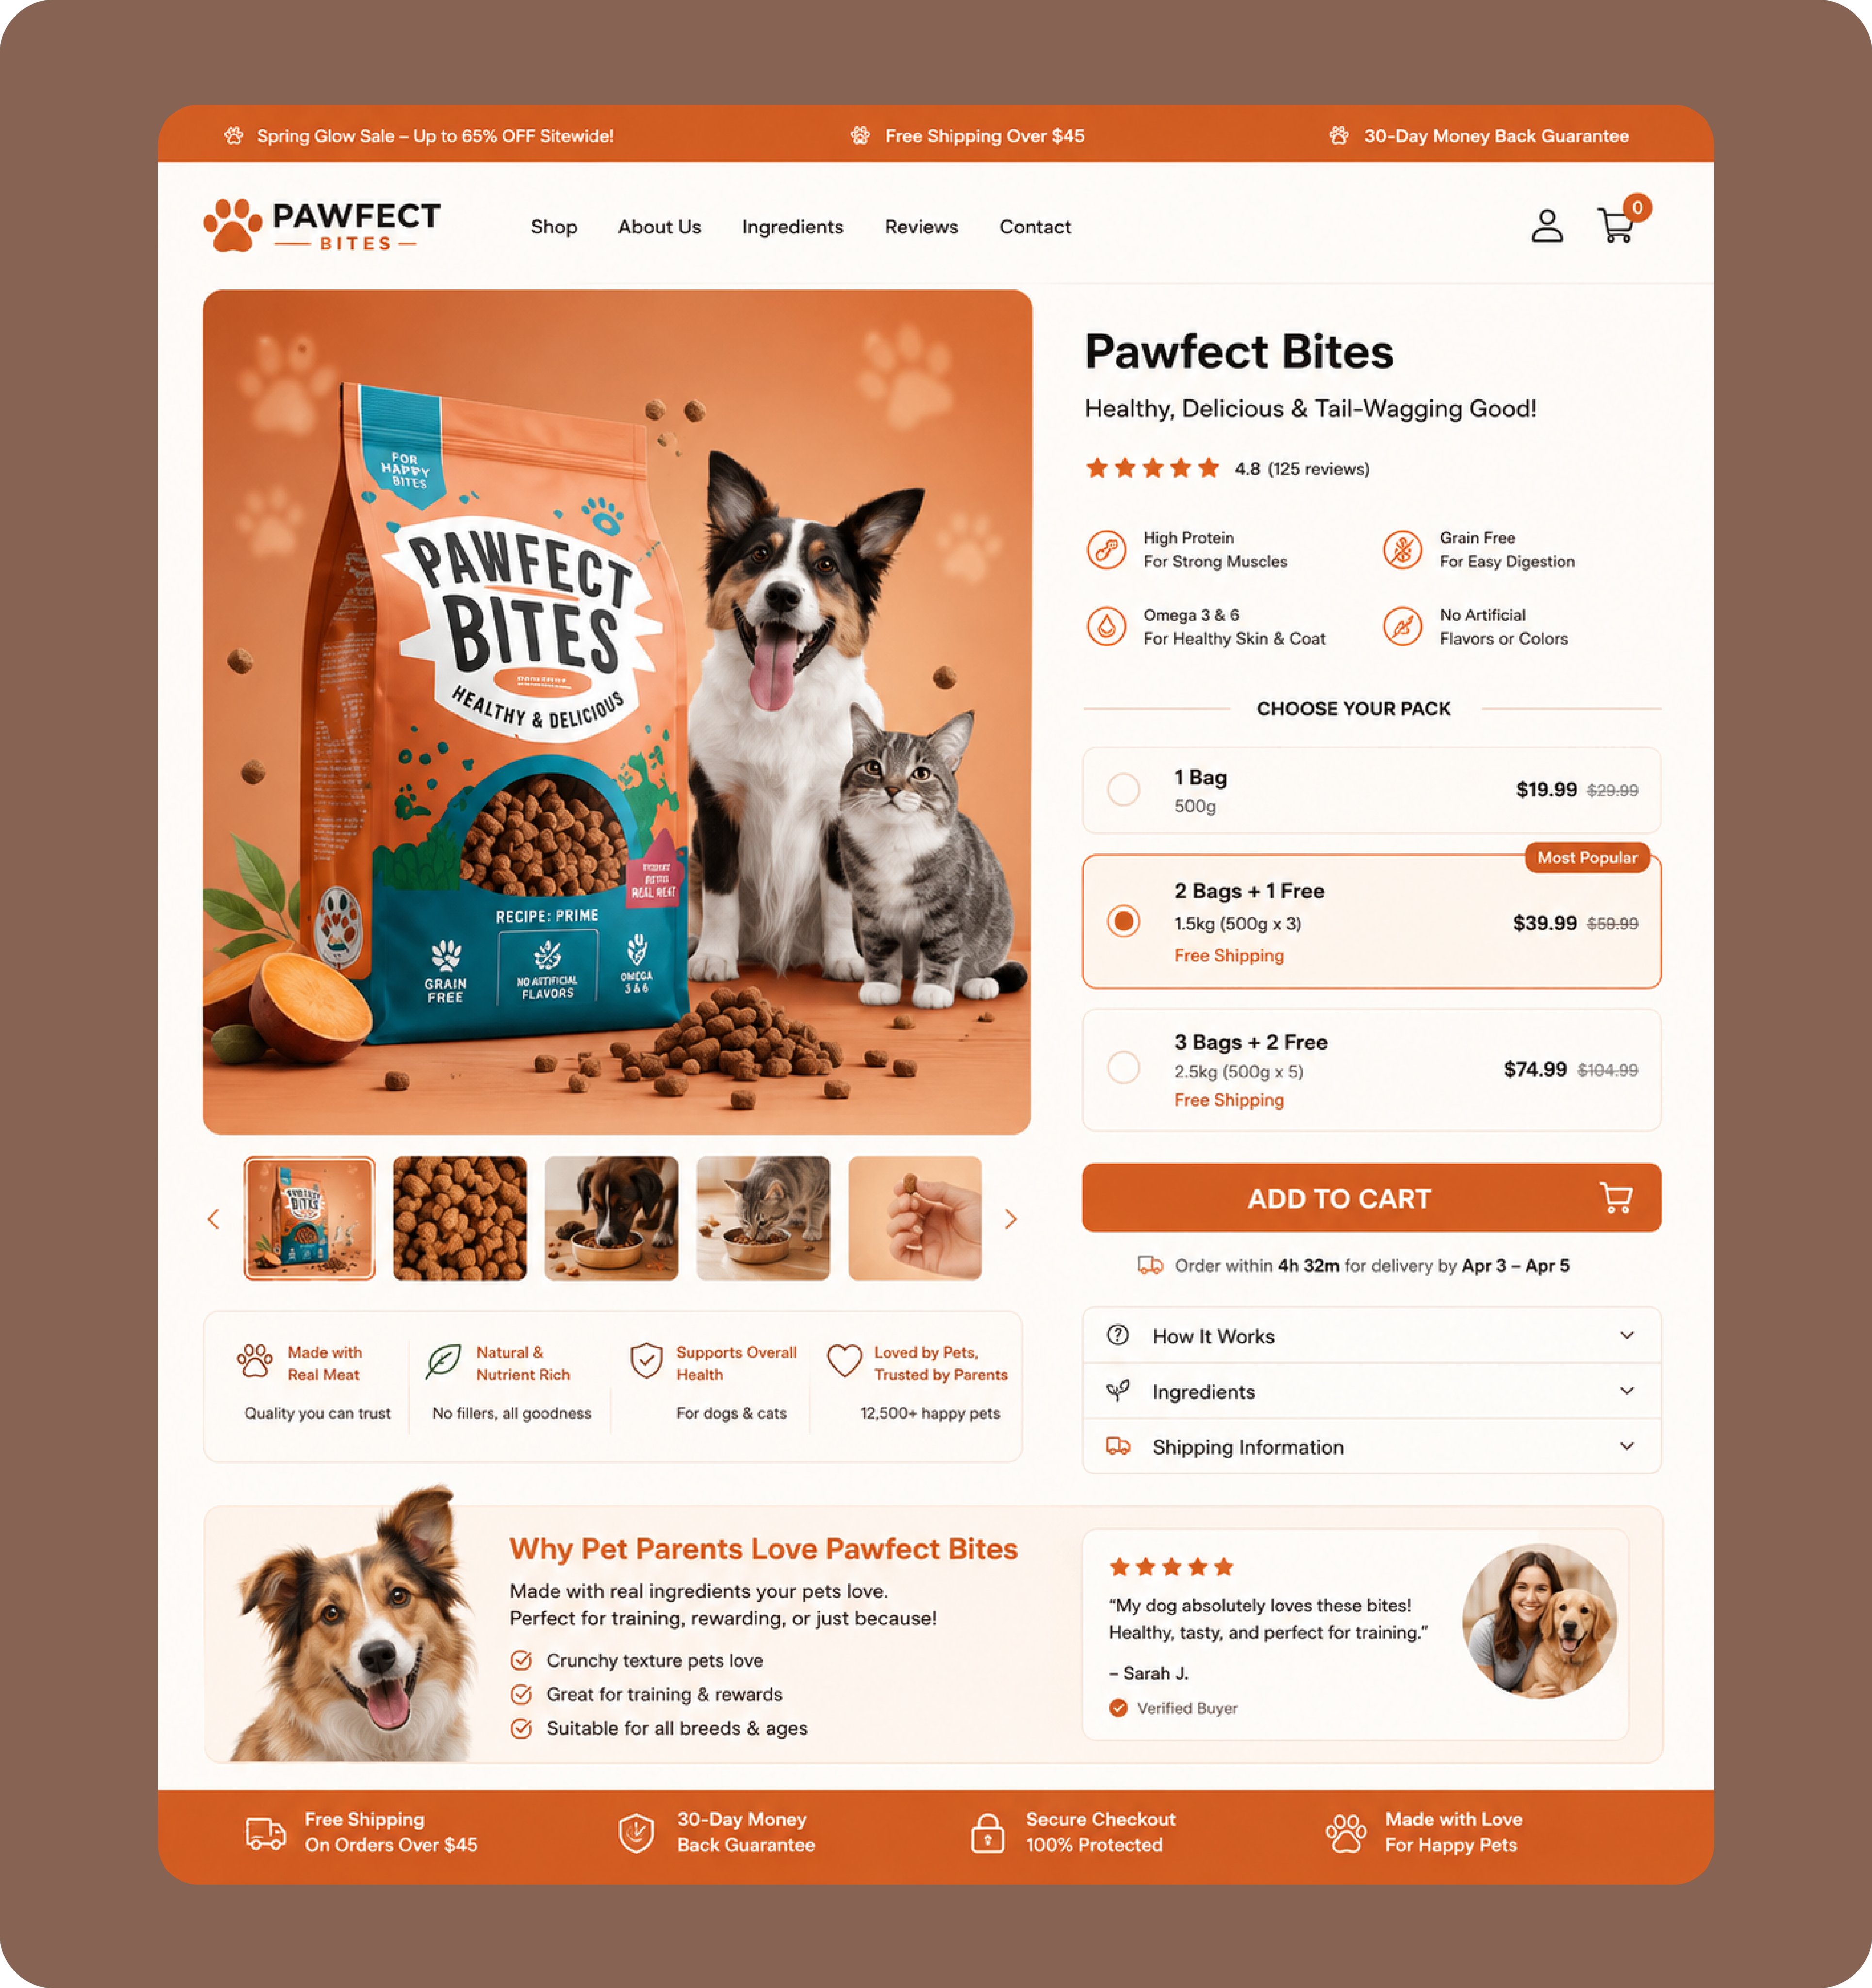 Spring Glow Sale – Up to 65% OFF Sitewide!
Free Shipping Over $45
30-Day Money Back Guarantee
PAWFECT
BITES
Shop
About Us
Ingredients
Reviews
Contact
0
FOR
HAPPY
BITES
PAWFECT
BITES
HEALTHY & DELICIOUS
REAL MEAT
RECIPE: PRIME
GRAIN
FREE
NO ARTIFICIAL
FLAVORS
OMEGA
3 & 6
Pawfect Bites
Healthy, Delicious & Tail-Wagging Good!
4.8 (125 reviews)
High Protein
For Strong Muscles
Grain Free
For Easy Digestion
Omega 3 & 6
For Healthy Skin & Coat
No Artificial
Flavors or Colors
CHOOSE YOUR PACK
1 Bag
500g
$19.99 $29.99
Most Popular
2 Bags + 1 Free
1.5kg (500g x 3)
$39.99 $59.99
Free Shipping
3 Bags + 2 Free
2.5kg (500g x 5)
$74.99 $104.99
Free Shipping
ADD TO CART
Order within 4h 32m for delivery by Apr 3 – Apr 5
How It Works
Ingredients
Shipping Information
Made with
Real Meat
Quality you can trust
Natural &
Nutrient Rich
No fillers, all goodness
Supports Overall
Health
For dogs & cats
Loved by Pets,
Trusted by Parents
12,500+ happy pets
Why Pet Parents Love Pawfect Bites
Made with real ingredients your pets love.
Perfect for training, rewarding, or just because!
Crunchy texture pets love
Great for training & rewards
Suitable for all breeds & ages
“My dog absolutely loves these bites!
Healthy, tasty, and perfect for training.”
– Sarah J.
Verified Buyer
Free Shipping
On Orders Over $45
30-Day Money
Back Guarantee
Secure Checkout
100% Protected
Made with Love
For Happy Pets